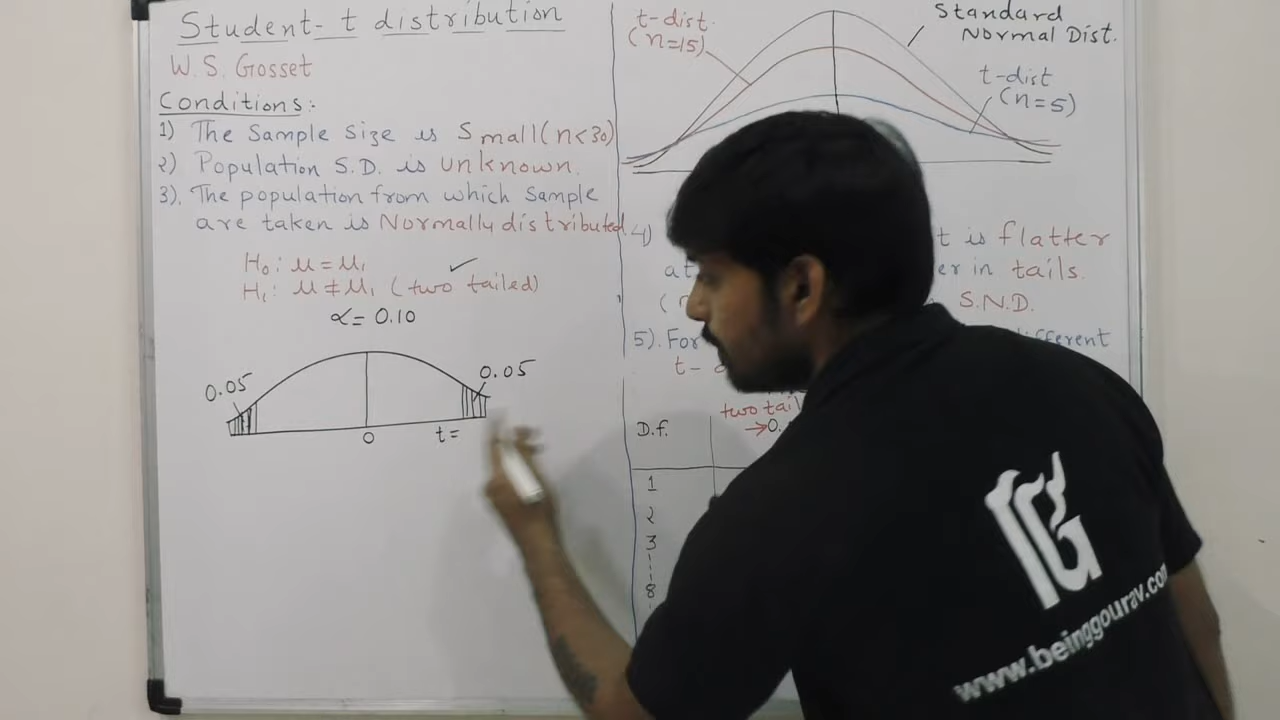 Student- t distribution
W. S. Gosset
Conditions:-
1) The Sample Size is Small (n<30)
2) Population S.D. is unknown.
3). The population from which Sample
are taken is Normally distributed.
H₀: μ = μ₁
H₁: μ ≠ μ₁ (two tailed) ✓
α = 0.10
0.05
0.05
0
t =
t-dist.
(n=15)
Standard
Normal Dist.
t-dist
(n=5)
4)
t is flatter
at
er in tails.
S.N.D.
5). For
fferent
t-
two tail
D.f.
→0.
1
2
3
8
G
www.beinggourav.com